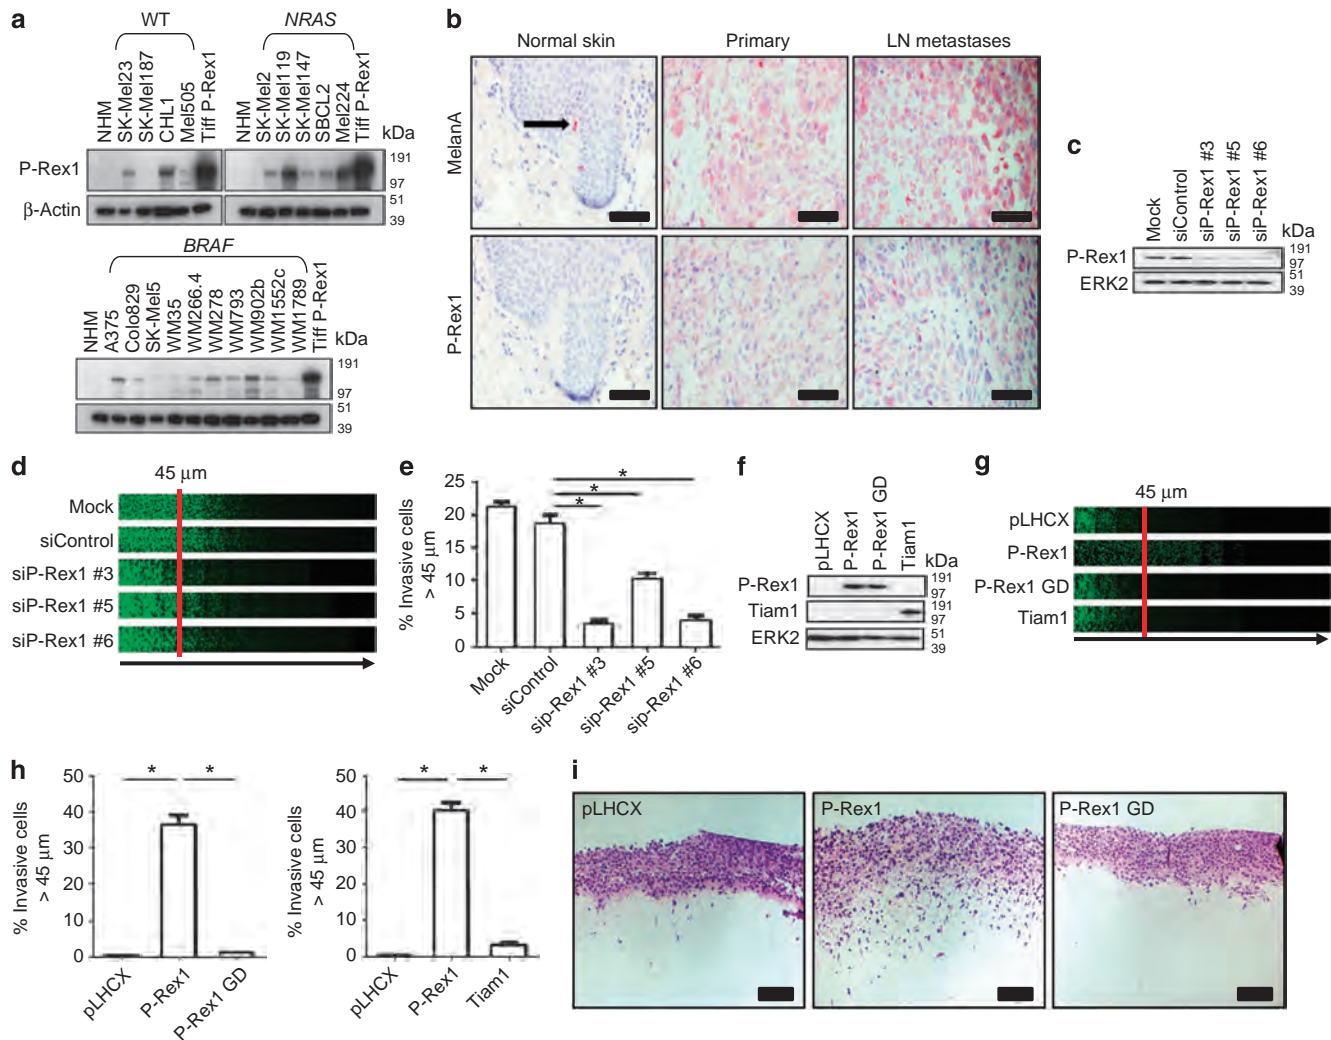 a
WT
NRAS
NHM
SK-Mel23
SK-Mel187
CHL1
Mel505
Tiff P-Rex1
NHM
SK-Mel2
SK-Mel119
SK-Mel147
SBCL2
Mel224
Tiff P-Rex1
kDa
P-Rex1
191
97
β-Actin
51
39
BRAF
NHM
A375
Colo829
SK-Mel5
WM35
WM266.4
WM278
WM793
WM902b
WM1552c
WM1789
Tiff P-Rex1
kDa
191
97
51
39
b
Normal skin
Primary
LN metastases
MelanA
P-Rex1
c
Mock
siControl
siP-Rex1 #3
siP-Rex1 #5
siP-Rex1 #6
kDa
P-Rex1
191
97
ERK2
51
39
d
45 μm
Mock
siControl
siP-Rex1 #3
siP-Rex1 #5
siP-Rex1 #6
e
% Invasive cells
> 45 μm
25
20
15
10
5
0
* 
*
*
Mock
siControl
sip-Rex1 #3
sip-Rex1 #5
sip-Rex1 #6
f
pLHCX
P-Rex1
P-Rex1 GD
Tiam1
kDa
P-Rex1
191
97
Tiam1
191
97
ERK2
51
39
g
45 μm
pLHCX
P-Rex1
P-Rex1 GD
Tiam1
h
% Invasive cells
> 45 μm
50
40
30
20
10
0
* *
pLHCX
P-Rex1
P-Rex1 GD
% Invasive cells
> 45 μm
50
40
30
20
10
0
* *
pLHCX
P-Rex1
Tiam1
i
pLHCX
P-Rex1
P-Rex1 GD